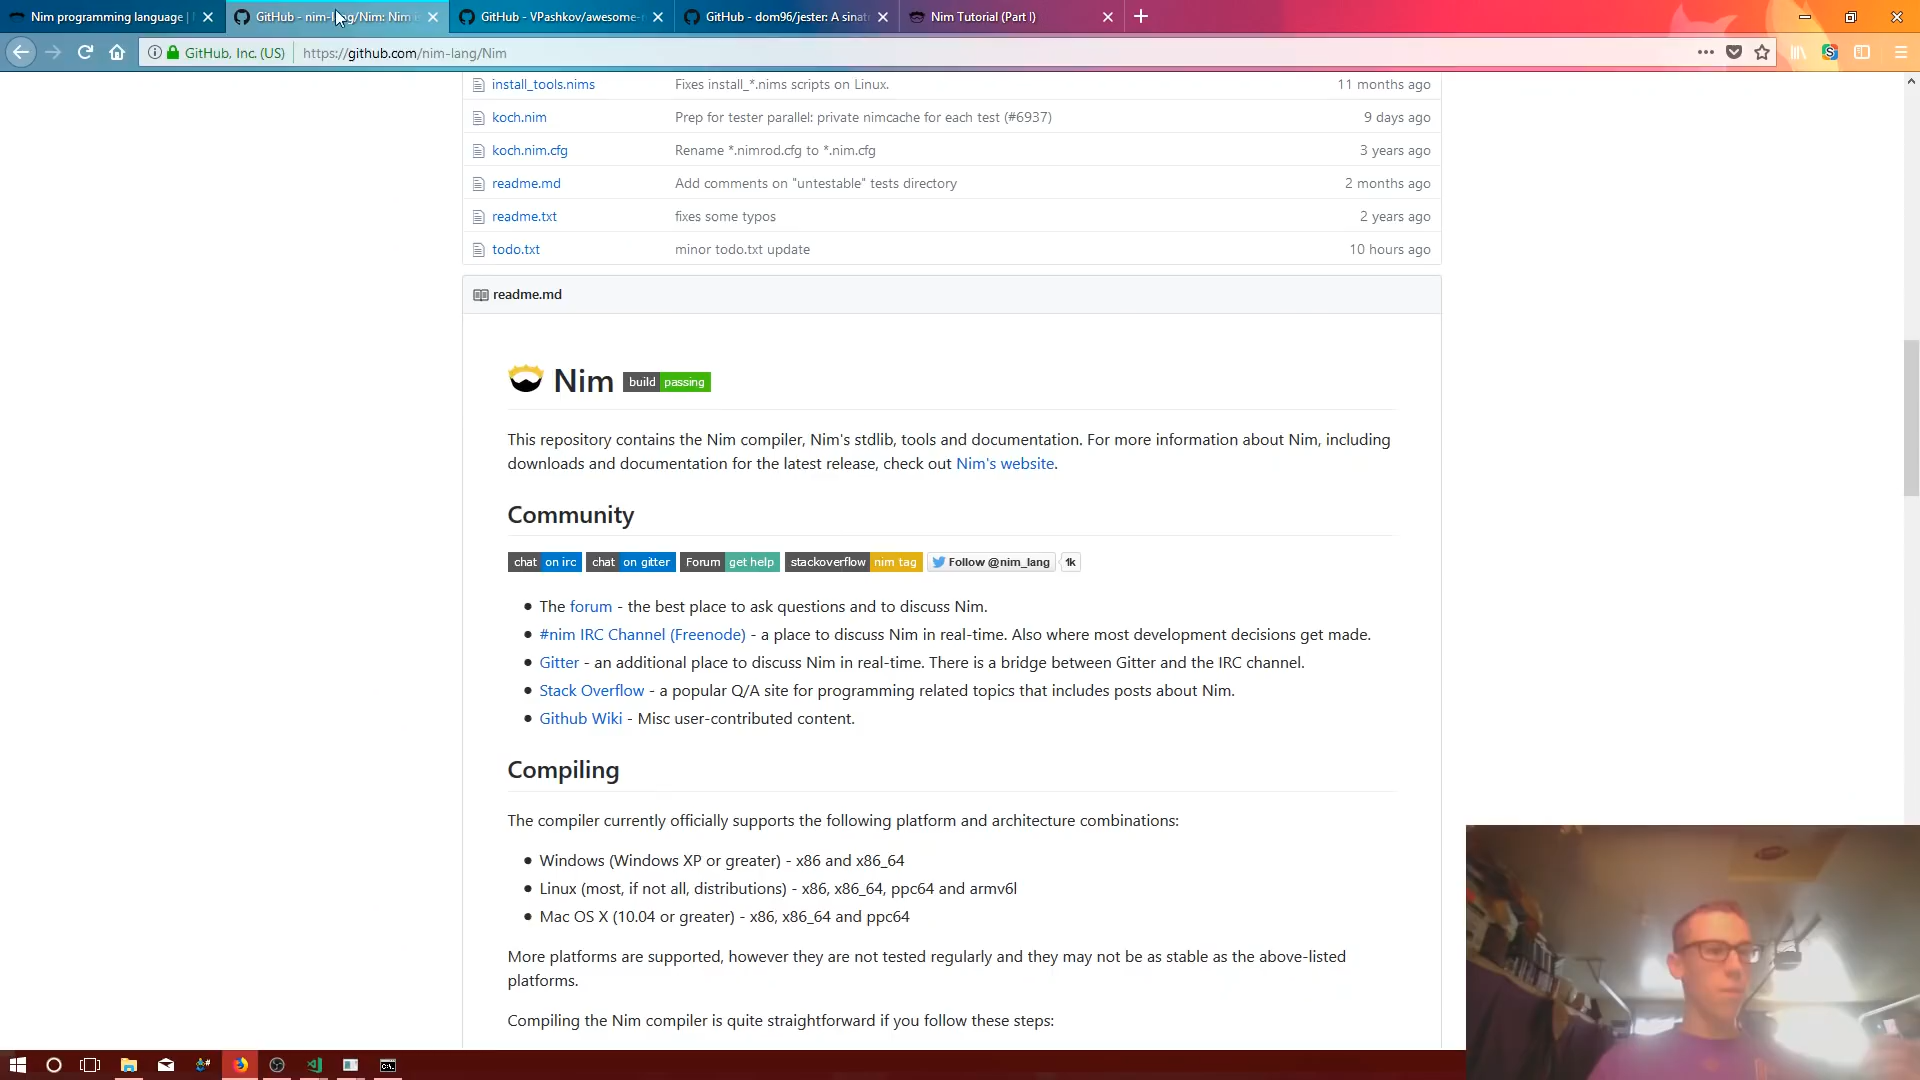 Nim programming language |
GitHub - nim-lang/Nim: Nim
GitHub - VPashkov/awesome-
GitHub - dom96/jester: A sinat
Nim Tutorial (Part I)
GitHub, Inc. (US)
https://github.com/nim-lang/Nim
install_tools.nims Fixes install_*.nims scripts on Linux. 11 months ago
koch.nim Prep for tester parallel: private nimcache for each test (#6937) 9 days ago
koch.nim.cfg Rename *.nimrod.cfg to *.nim.cfg 3 years ago
readme.md Add comments on "untestable" tests directory 2 months ago
readme.txt fixes some typos 2 years ago
todo.txt minor todo.txt update 10 hours ago
readme.md
Nim build passing
This repository contains the Nim compiler, Nim's stdlib, tools and documentation. For more information about Nim, including
downloads and documentation for the latest release, check out Nim's website.
Community
chat on irc chat on gitter Forum get help stackoverflow nim tag Follow @nim_lang 1k
• The forum - the best place to ask questions and to discuss Nim.
• #nim IRC Channel (Freenode) - a place to discuss Nim in real-time. Also where most development decisions get made.
• Gitter - an additional place to discuss Nim in real-time. There is a bridge between Gitter and the IRC channel.
• Stack Overflow - a popular Q/A site for programming related topics that includes posts about Nim.
• Github Wiki - Misc user-contributed content.
Compiling
The compiler currently officially supports the following platform and architecture combinations:
• Windows (Windows XP or greater) - x86 and x86_64
• Linux (most, if not all, distributions) - x86, x86_64, ppc64 and armv6l
• Mac OS X (10.04 or greater) - x86, x86_64 and ppc64
More platforms are supported, however they are not tested regularly and they may not be as stable as the above-listed
platforms.
Compiling the Nim compiler is quite straightforward if you follow these steps: